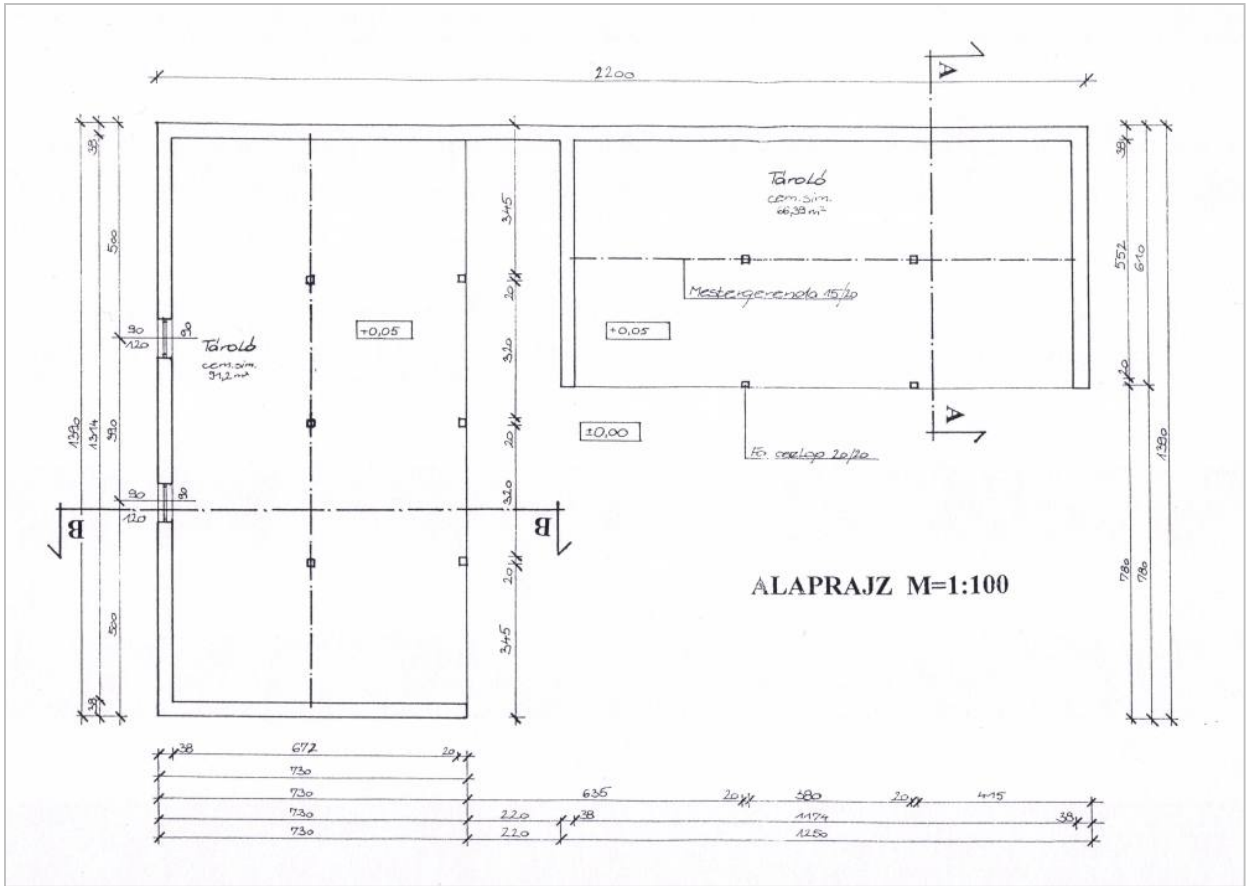 2200
A
38
500
90
120
90
390
1390
1314
90
120
90
500
38
B
Tároló
cem.sim.
91,2 m²
+0,05
345
20
320
20
320
20
345
B
Tároló
cem.sim.
66,39 m²
Mestergerenda 15/20
+0,05
±0,00
Fa oszlop 20/20
A
38
552
610
20
1390
780
780
ALAPRAJZ M=1:100
38 672 20
730
730 635 20 380 20 415
730 220 38 1174 38
730 220 1250